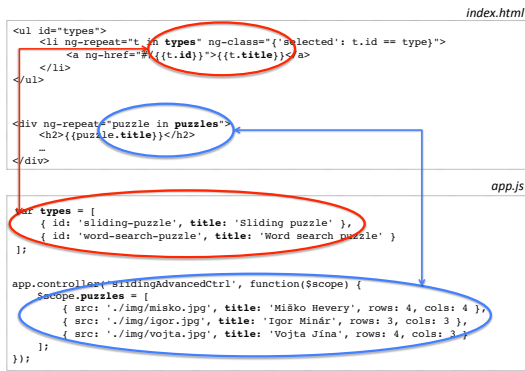 index.html
<ul id="types">
<li ng-repeat="t in types" ng-class="{'selected': t.id == type}">
<a ng-href="#/{{t.id}}">{{t.title}}</a>
</li>
</ul>
<div ng-repeat="puzzle in puzzles">
<h2>{{puzzle.title}}</h2>
…
</div>
app.js
var types = [
{ id: 'sliding-puzzle', title: 'Sliding puzzle' },
{ id: 'word-search-puzzle', title: 'Word search puzzle' }
];
app.controller('slidingAdvancedCtrl', function($scope) {
$scope.puzzles = [
{ src: './img/misko.jpg', title: 'Miško Hevery', rows: 4, cols: 4 },
{ src: './img/igor.jpg', title: 'Igor Minár', rows: 3, cols: 3 },
{ src: './img/vojta.jpg', title: 'Vojta Jína', rows: 4, cols: 3 }
];
});